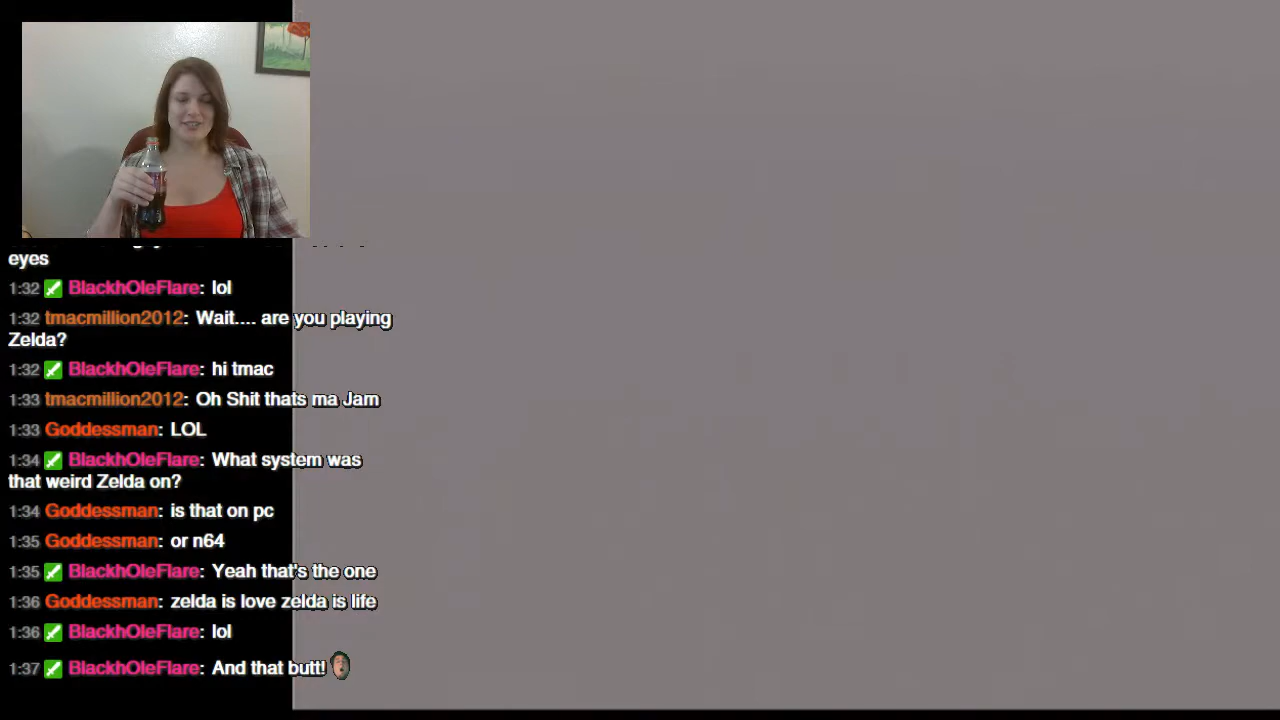 eyes
1:32 BlackhOleFlare: lol
1:32 tmacmillion2012: Wait.... are you playing
Zelda?
1:32 BlackhOleFlare: hi tmac
1:33 tmacmillion2012: Oh Shit thats ma Jam
1:33 Goddessman: LOL
1:34 BlackhOleFlare: What system was
that weird Zelda on?
1:34 Goddessman: is that on pc
1:35 Goddessman: or n64
1:35 BlackhOleFlare: Yeah that's the one
1:36 Goddessman: zelda is love zelda is life
1:36 BlackhOleFlare: lol
1:37 BlackhOleFlare: And that butt!